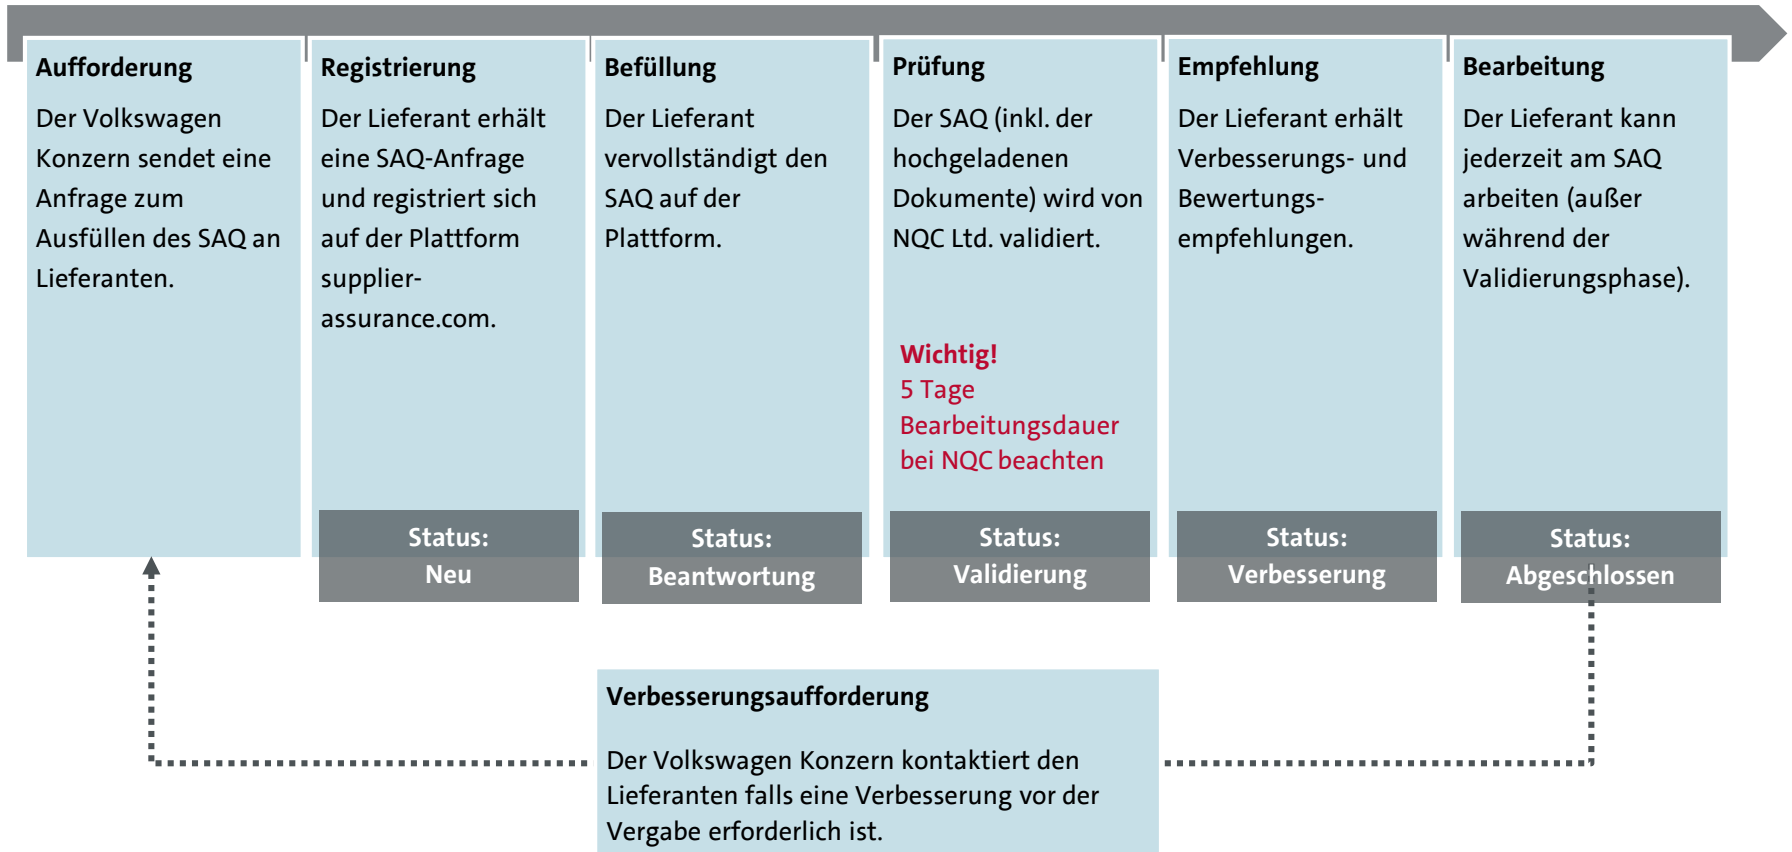 Aufforderung
Der Volkswagen
Konzern sendet eine
Anfrage zum
Ausfüllen des SAQ an
Lieferanten.
Registrierung
Der Lieferant erhält
eine SAQ-Anfrage
und registriert sich
auf der Plattform
supplier-
assurance.com.
Status:
Neu
Befüllung
Der Lieferant
vervollständigt den
SAQ auf der
Plattform.
Status:
Beantwortung
Prüfung
Der SAQ (inkl. der
hochgeladenen
Dokumente) wird von
NQC Ltd. validiert.
Wichtig!
5 Tage
Bearbeitungsdauer
bei NQC beachten
Status:
Validierung
Empfehlung
Der Lieferant erhält
Verbesserungs- und
Bewertungs-
empfehlungen.
Status:
Verbesserung
Bearbeitung
Der Lieferant kann
jederzeit am SAQ
arbeiten (außer
während der
Validierungsphase).
Status:
Abgeschlossen
Verbesserungsaufforderung
Der Volkswagen Konzern kontaktiert den
Lieferanten falls eine Verbesserung vor der
Vergabe erforderlich ist.